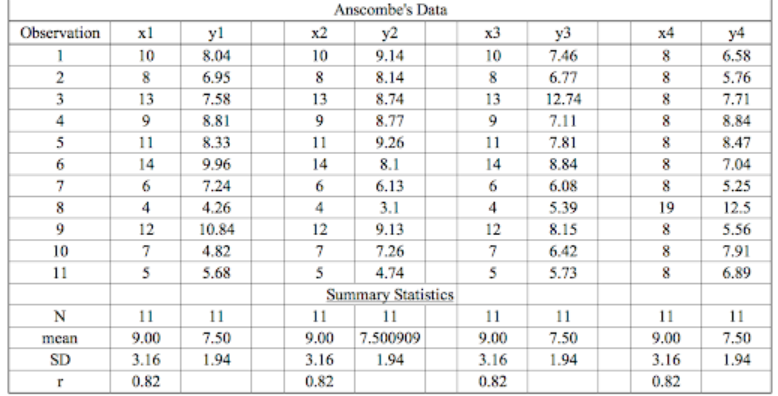 Anscombe's Data
Observation x1 y1 x2 y2 x3 y3 x4 y4
1 10 8.04 10 9.14 10 7.46 8 6.58
2 8 6.95 8 8.14 8 6.77 8 5.76
3 13 7.58 13 8.74 13 12.74 8 7.71
4 9 8.81 9 8.77 9 7.11 8 8.84
5 11 8.33 11 9.26 11 7.81 8 8.47
6 14 9.96 14 8.1 14 8.84 8 7.04
7 6 7.24 6 6.13 6 6.08 8 5.25
8 4 4.26 4 3.1 4 5.39 19 12.5
9 12 10.84 12 9.13 12 8.15 8 5.56
10 7 4.82 7 7.26 7 6.42 8 7.91
11 5 5.68 5 4.74 5 5.73 8 6.89
Summary Statistics
N 11 11 11 11 11 11 11 11
mean 9.00 7.50 9.00 7.500909 9.00 7.50 9.00 7.50
SD 3.16 1.94 3.16 1.94 3.16 1.94 3.16 1.94
r 0.82 0.82 0.82 0.82